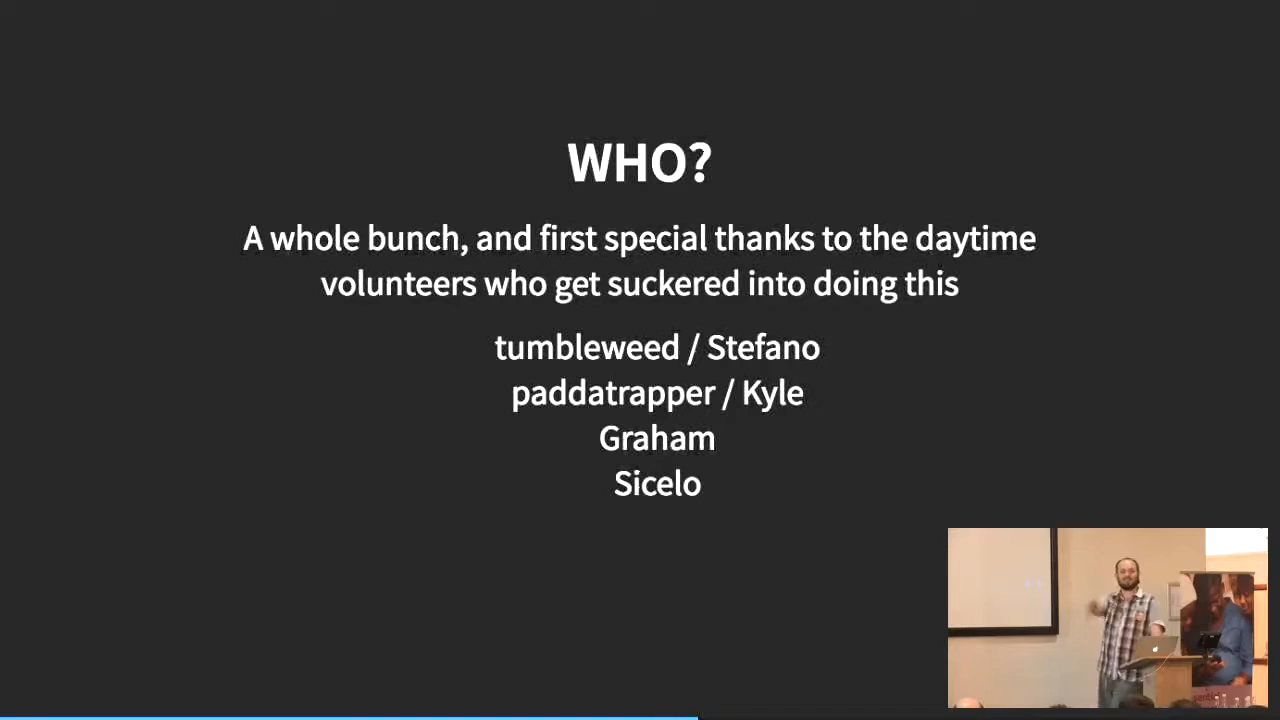 WHO?
A whole bunch, and first special thanks to the daytime
volunteers who get suckered into doing this
tumbleweed / Stefano
paddatrapper / Kyle
Graham
Sicelo